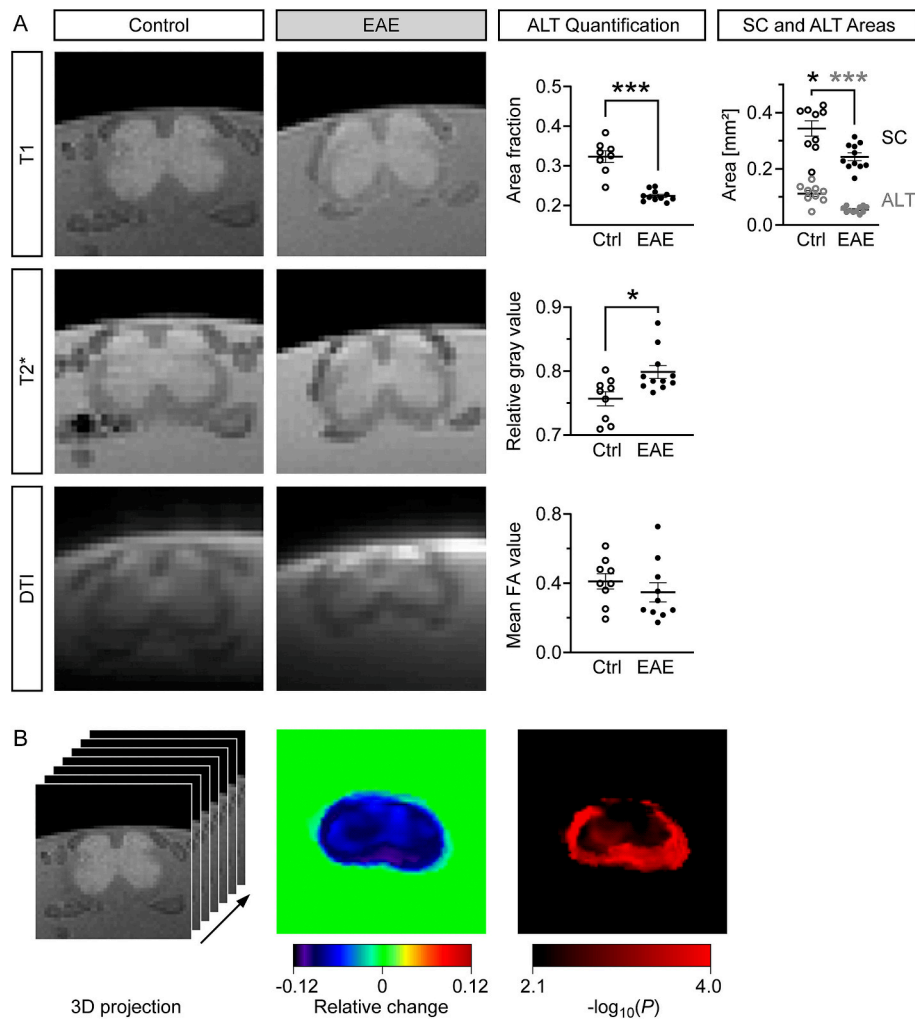 A
Control
EAE
ALT Quantification
SC and ALT Areas
T1
Area fraction
0.5
0.4
0.3
0.2
***
Ctrl
EAE
Area [mm²]
0.4
0.2
0.0
*
***
SC
ALT
Ctrl
EAE
T2*
Relative gray value
0.9
0.8
0.7
*
Ctrl
EAE
DTI
Mean FA value
0.8
0.4
0.0
Ctrl
EAE
B
3D projection
-0.12
0
0.12
Relative change
2.1
4.0
-log10(P)